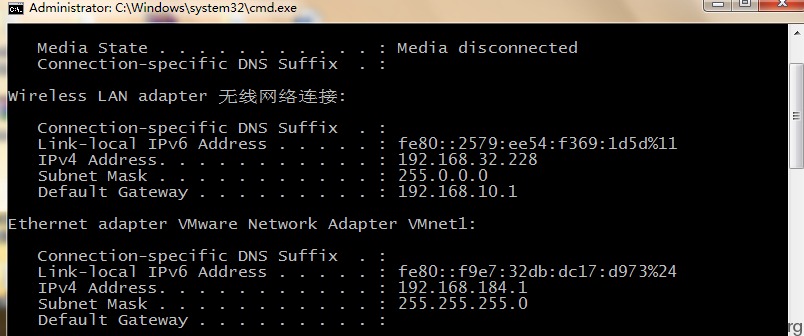 Administrator: C:\Windows\system32\cmd.exe
Media State . . . . . . . . . . . : Media disconnected
Connection-specific DNS Suffix  . :
Wireless LAN adapter 无线网络连接:
Connection-specific DNS Suffix  . :
Link-local IPv6 Address . . . . . : fe80::2579:ee54:f369:1d5d%11
IPv4 Address. . . . . . . . . . . : 192.168.32.228
Subnet Mask . . . . . . . . . . . : 255.0.0.0
Default Gateway . . . . . . . . . : 192.168.10.1
Ethernet adapter VMware Network Adapter VMnet1:
Connection-specific DNS Suffix  . :
Link-local IPv6 Address . . . . . : fe80::f9e7:32db:dc17:d973%24
IPv4 Address. . . . . . . . . . . : 192.168.184.1
Subnet Mask . . . . . . . . . . . : 255.255.255.0
Default Gateway . . . . . . . . . :
rg